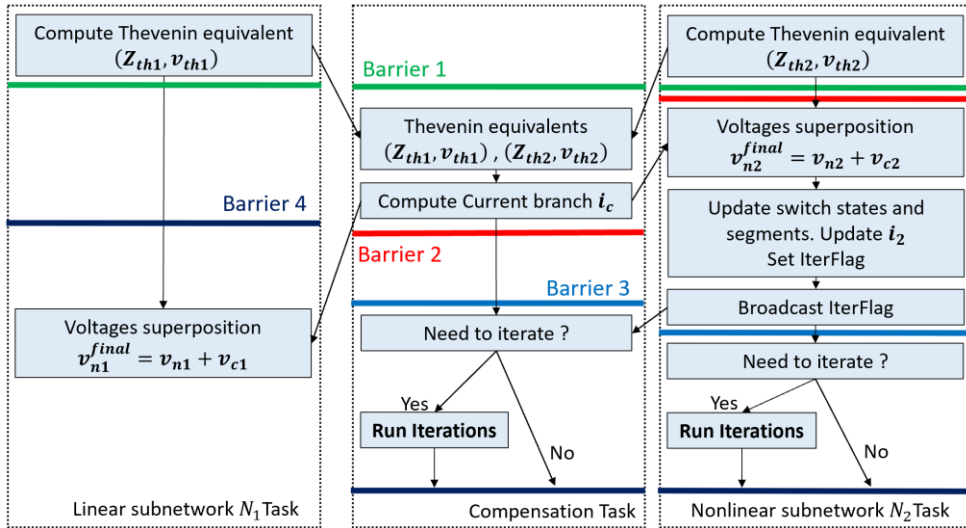 Compute Thevenin equivalent
(Z_th1, v_th1)
Barrier 4
Voltages superposition
v_n1^final = v_n1 + v_c1
Linear subnetwork N_1 Task
Barrier 1
Thevenin equivalents
(Z_th1, v_th1) , (Z_th2, v_th2)
Compute Current branch i_c
Barrier 2
Barrier 3
Need to iterate ?
Yes
Run Iterations
No
Compensation Task
Compute Thevenin equivalent
(Z_th2, v_th2)
Voltages superposition
v_n2^final = v_n2 + v_c2
Update switch states and
segments. Update i_2
Set IterFlag
Broadcast IterFlag
Need to iterate ?
Yes
Run Iterations
No
Nonlinear subnetwork N_2 Task